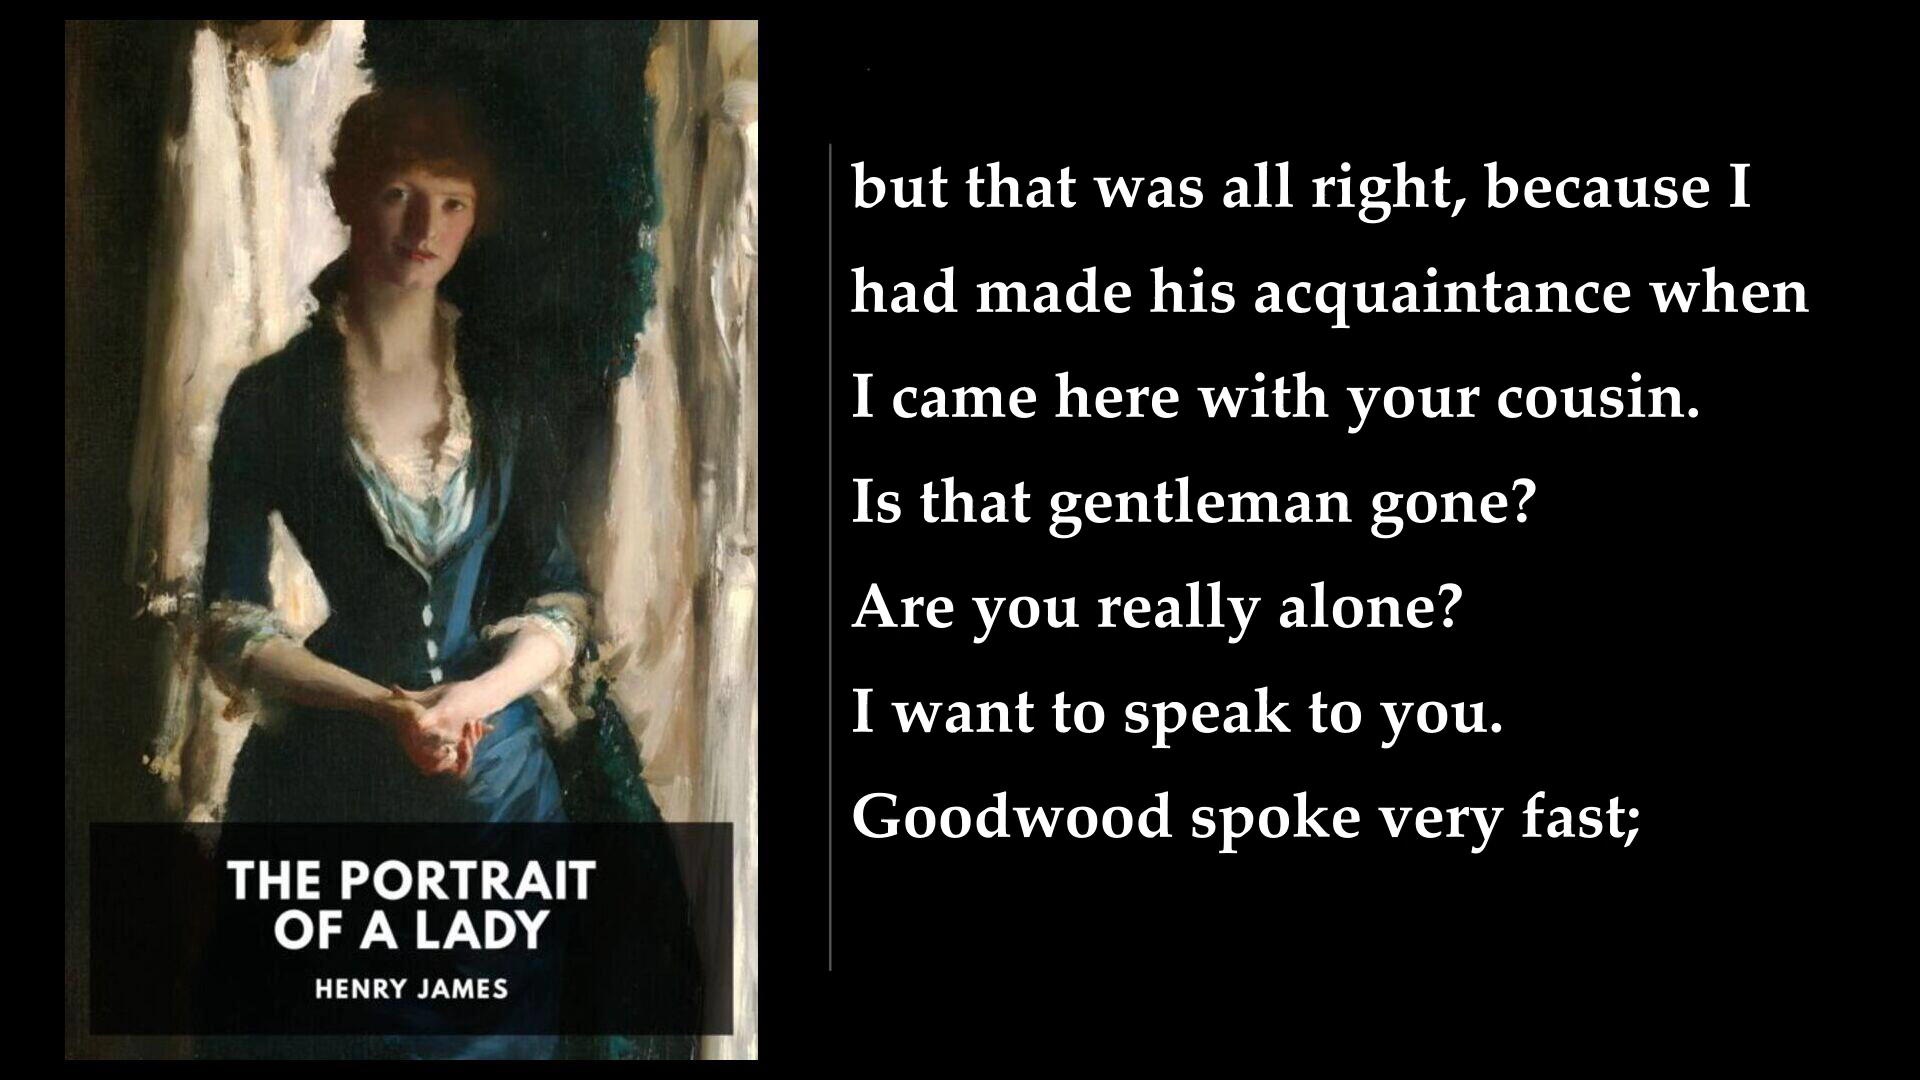 THE PORTRAIT
OF A LADY
HENRY JAMES
but that was all right, because I
had made his acquaintance when
I came here with your cousin.
Is that gentleman gone?
Are you really alone?
I want to speak to you.
Goodwood spoke very fast;